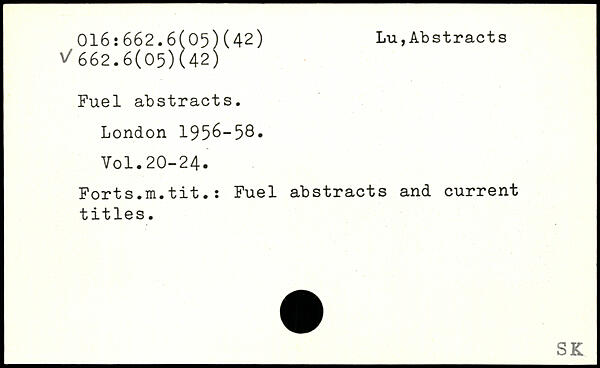 016:662.6(05)(42) Lu,Abstracts
√ 662.6(05)(42)
Fuel abstracts.
London 1956-58.
Vol.20-24.
Forts.m.tit.: Fuel abstracts and current
titles.
SK